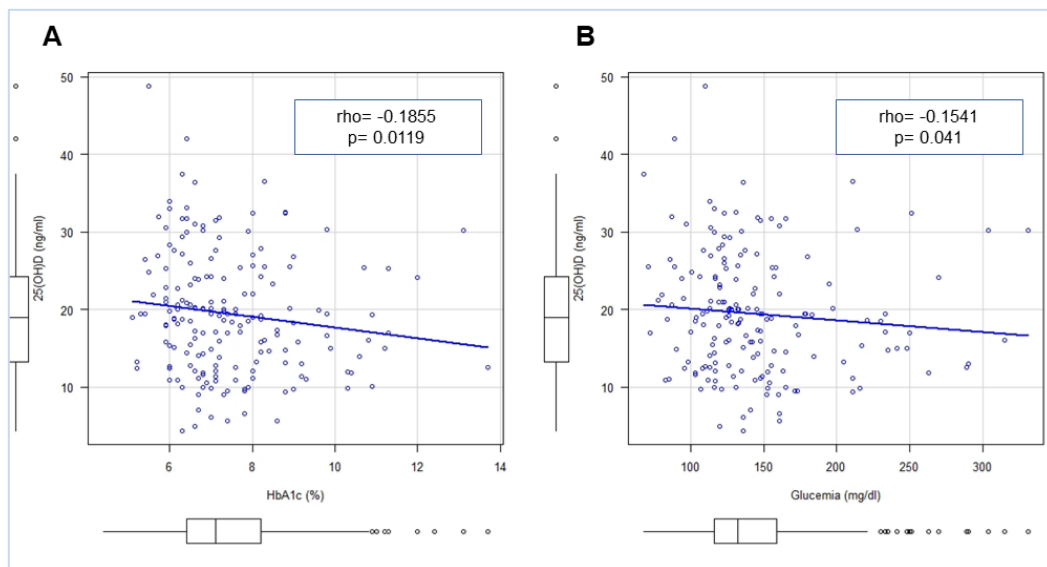 A
B
rho= -0.1855
p= 0.0119
rho= -0.1541
p= 0.041
50
40
30
20
10
25(OH)D (ng/ml)
6 8 10 12 14
HbA1c (%)
50
40
30
20
10
25(OH)D (ng/ml)
100 150 200 250 300
Glucemia (mg/dl)